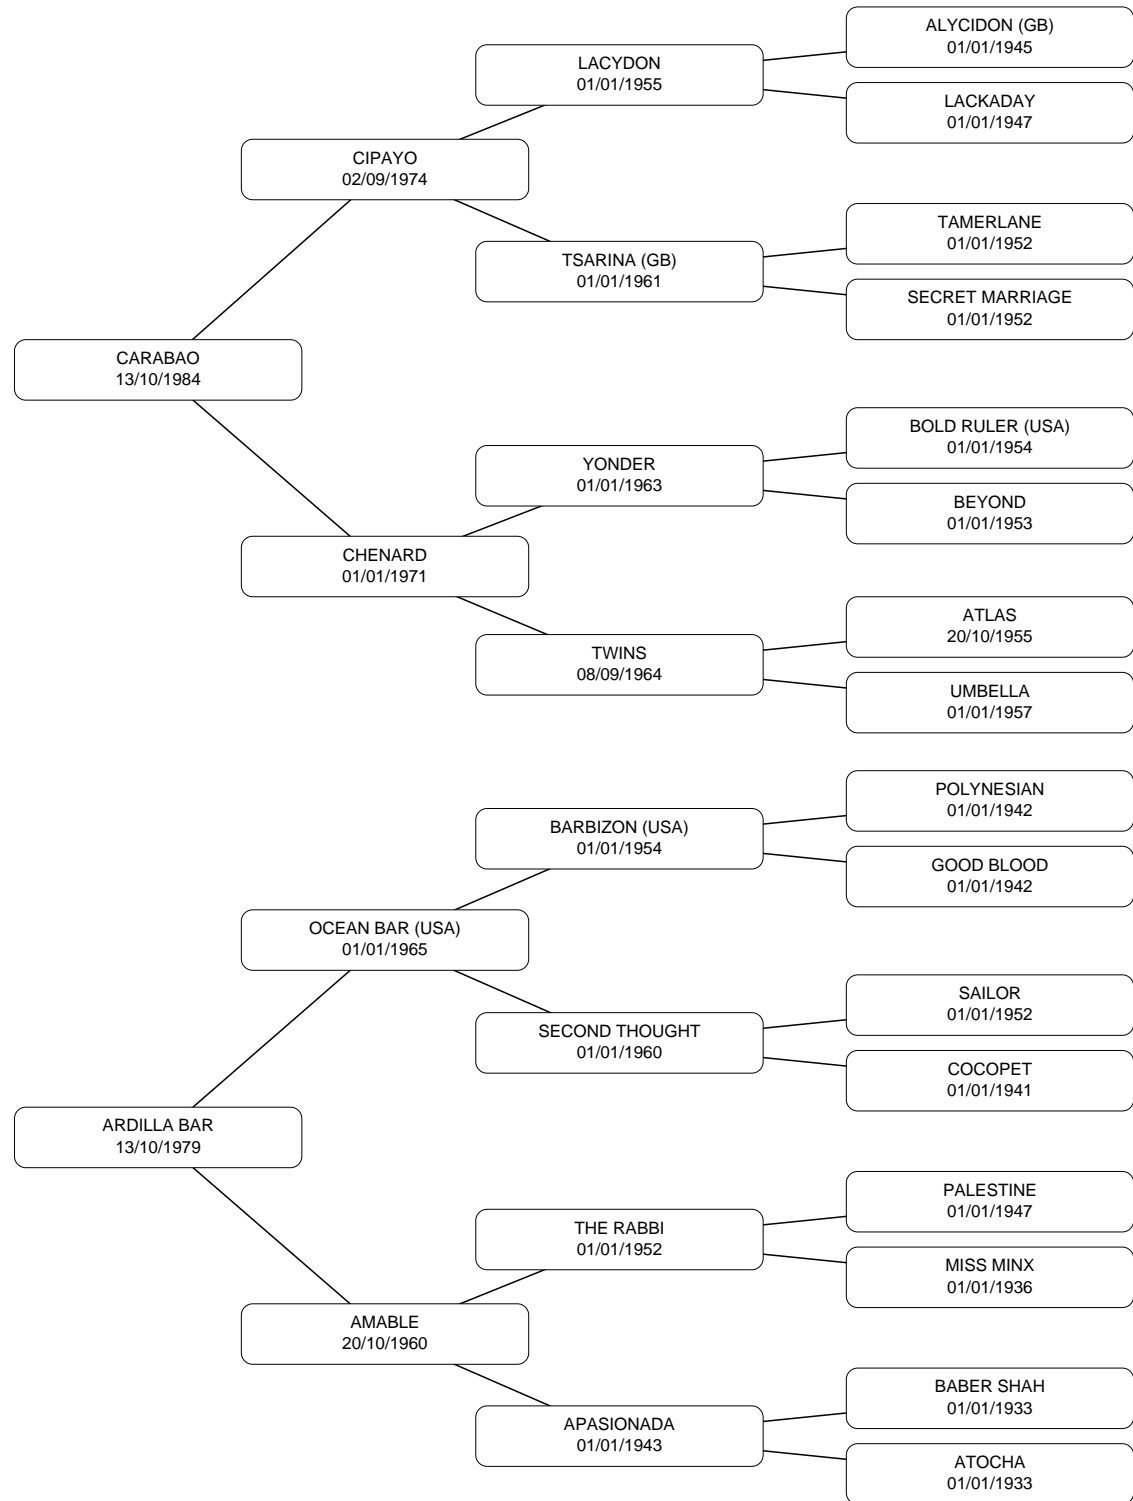 ALYCIDON (GB)
01/01/1945
LACYDON
01/01/1955
LACKADAY
01/01/1947
CIPAYO
02/09/1974
TAMERLANE
01/01/1952
TSARINA (GB)
01/01/1961
SECRET MARRIAGE
01/01/1952
CARABAO
13/10/1984
BOLD RULER (USA)
01/01/1954
YONDER
01/01/1963
BEYOND
01/01/1953
CHENARD
01/01/1971
ATLAS
20/10/1955
TWINS
08/09/1964
UMBELLA
01/01/1957
POLYNESIAN
01/01/1942
BARBIZON (USA)
01/01/1954
GOOD BLOOD
01/01/1942
OCEAN BAR (USA)
01/01/1965
SAILOR
01/01/1952
SECOND THOUGHT
01/01/1960
COCOPET
01/01/1941
ARDILLA BAR
13/10/1979
PALESTINE
01/01/1947
THE RABBI
01/01/1952
MISS MINX
01/01/1936
AMABLE
20/10/1960
BABER SHAH
01/01/1933
APASIONADA
01/01/1943
ATOCHA
01/01/1933